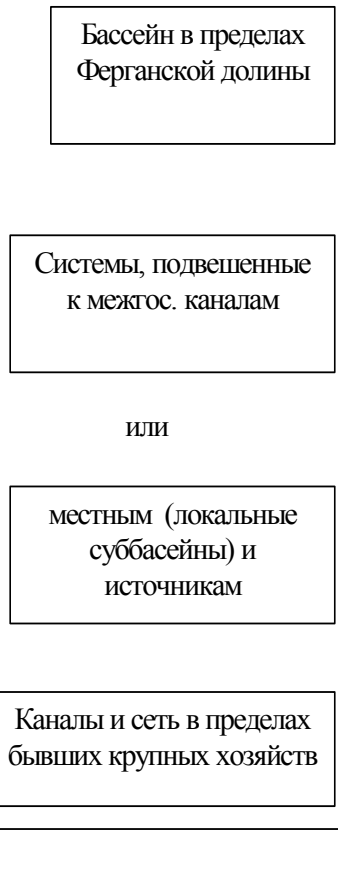 Бассейн в пределах
Ферганской долины
Системы, подвешенные
к межгос. каналам
или
местным (локальные
суббасейны) и
источникам
Каналы и сеть в пределах
бывших крупных хозяйств